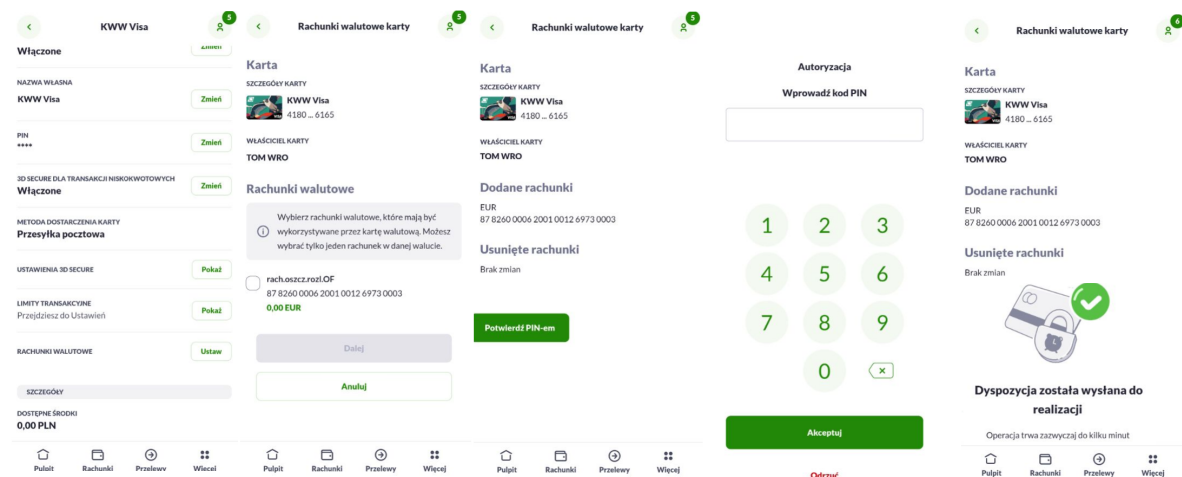 KWW Visa
5
Włączone
Zmień
NAZWA WŁASNA
KWW Visa
Zmień
PIN
****
Zmień
3D SECURE DLA TRANSAKCJI NISKOKWOTOWYCH
Włączone
Zmień
METODA DOSTARCZENIA KARTY
Przesyłka pocztowa
USTAWIENIA 3D SECURE
Pokaż
LIMITY TRANSAKCYJNE
Przejdziesz do Ustawień
Pokaż
RACHUNKI WALUTOWE
Ustaw
SZCZEGÓŁY
DOSTĘPNE ŚRODKI
0,00 PLN
Pulpit Rachunki Przelewy Więcej
Rachunki walutowe karty
5
Karta
SZCZEGÓŁY KARTY
KWW Visa
4180 ... 6165
WŁAŚCICIEL KARTY
TOM WRO
Rachunki walutowe
Wybierz rachunki walutowe, które mają być
wykorzystywane przez kartę walutową. Możesz
wybrać tylko jeden rachunek w danej walucie.
rach.oszcz.rozl.OF
87 8260 0006 2001 0012 6973 0003
0,00 EUR
Dalej
Anuluj
Pulpit Rachunki Przelewy Więcej
Rachunki walutowe karty
5
Karta
SZCZEGÓŁY KARTY
KWW Visa
4180 ... 6165
WŁAŚCICIEL KARTY
TOM WRO
Dodane rachunki
EUR
87 8260 0006 2001 0012 6973 0003
Usunięte rachunki
Brak zmian
Potwierdź PIN-em
Pulpit Rachunki Przelewy Więcej
Autoryzacja
Wprowadź kod PIN
1 2 3
4 5 6
7 8 9
0
Akceptuj
Odrzuć
Rachunki walutowe karty
6
Karta
SZCZEGÓŁY KARTY
KWW Visa
4180 ... 6165
WŁAŚCICIEL KARTY
TOM WRO
Dodane rachunki
EUR
87 8260 0006 2001 0012 6973 0003
Usunięte rachunki
Brak zmian
Dyspozycja została wysłana do
realizacji
Operacja trwa zazwyczaj do kilku minut
Pulpit Rachunki Przelewy Więcej